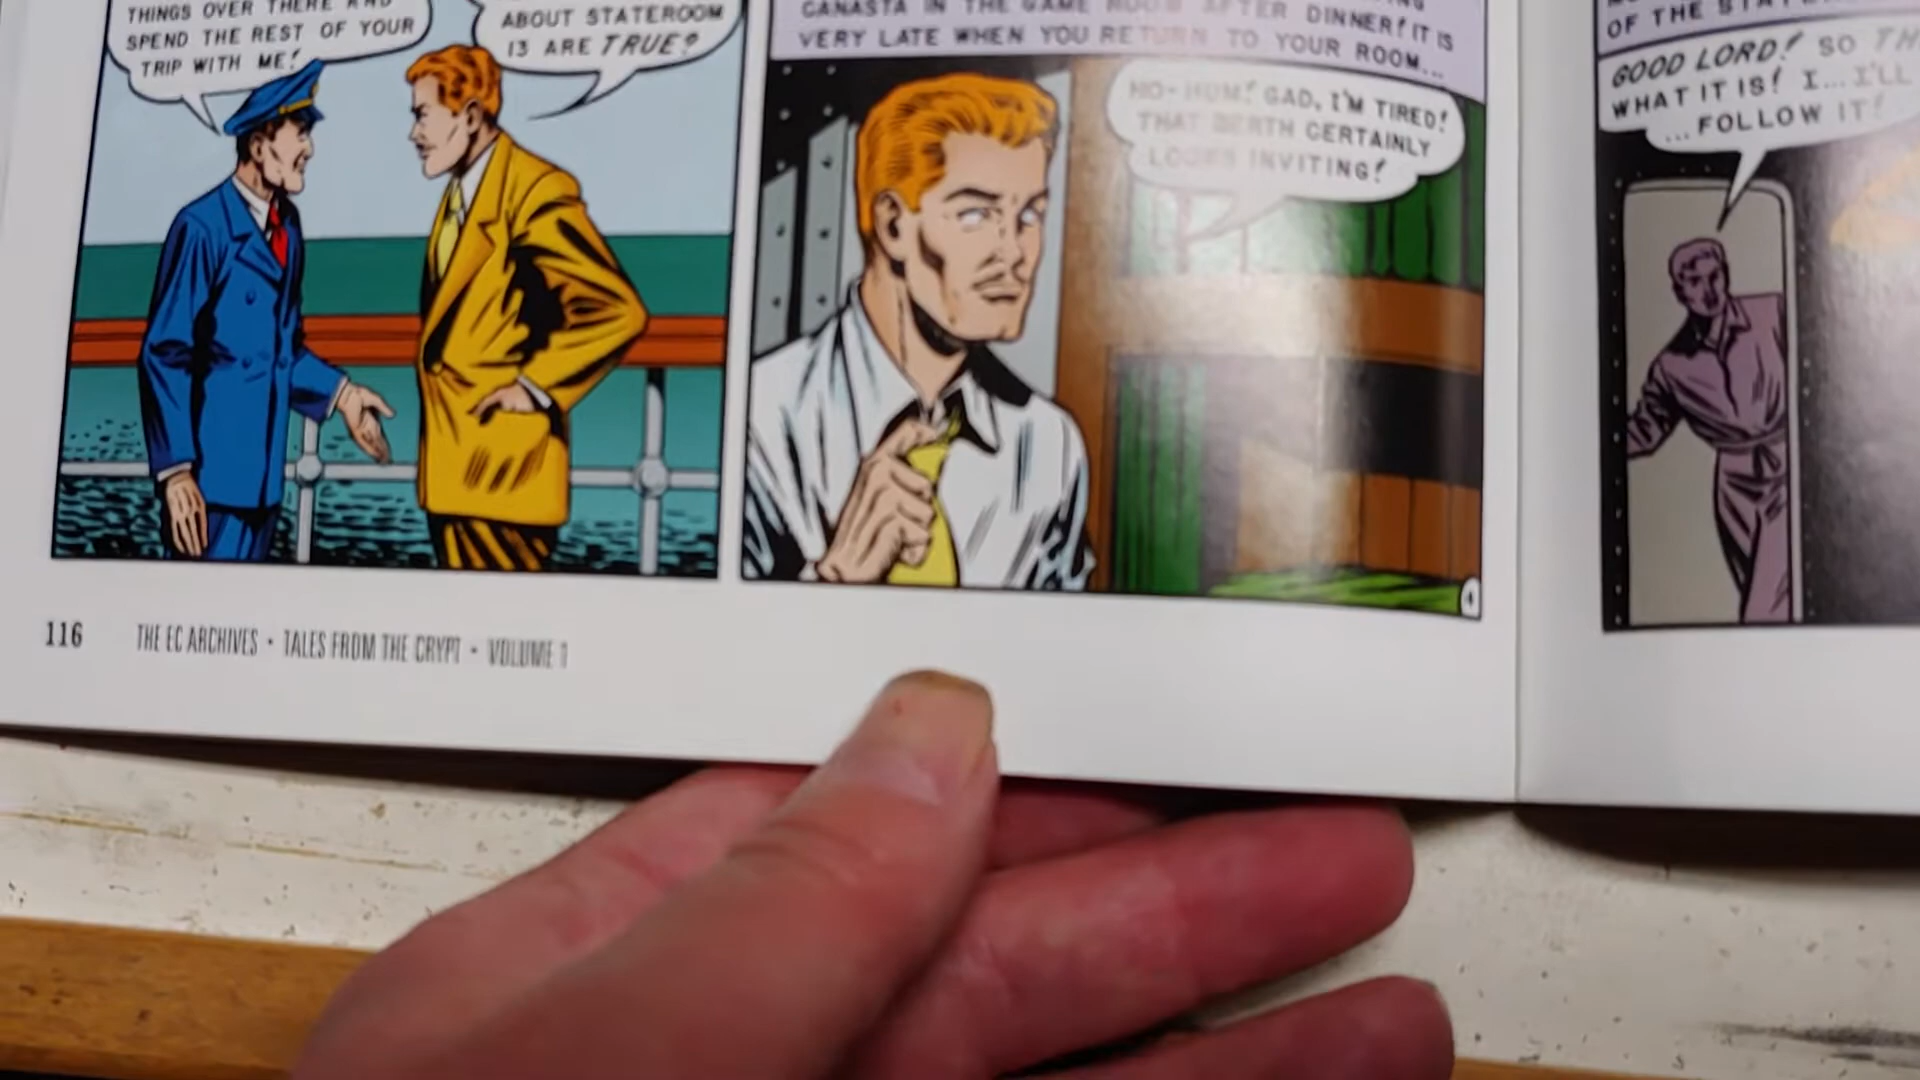 THINGS OVER THERE AND
SPEND THE REST OF YOUR
TRIP WITH ME!
ABOUT STATEROOM
13 ARE TRUE?
CANASTA IN THE GAME ROOM AFTER DINNER! IT IS
VERY LATE WHEN YOU RETURN TO YOUR ROOM...
HO-HUM! GAD, I'M TIRED!
THAT BERTH CERTAINLY
LOOKS INVITING!
4
OF THE
GOOD LORD! SO
WHAT IT IS! I... I'LL
...FOLLOW IT!
116 THE EC ARCHIVES • TALES FROM THE CRYPT • VOLUME 1